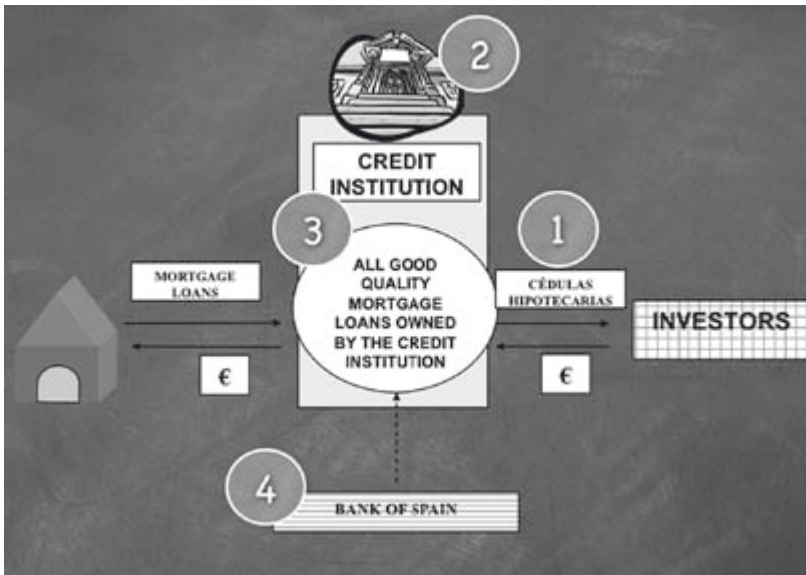 2
CREDIT
INSTITUTION
3
1
ALL GOOD
QUALITY
MORTGAGE
LOANS OWNED
BY THE CREDIT
INSTITUTION
MORTGAGE
LOANS
€
CÉDULAS
HIPOTECARIAS
€
INVESTORS
4
BANK OF SPAIN